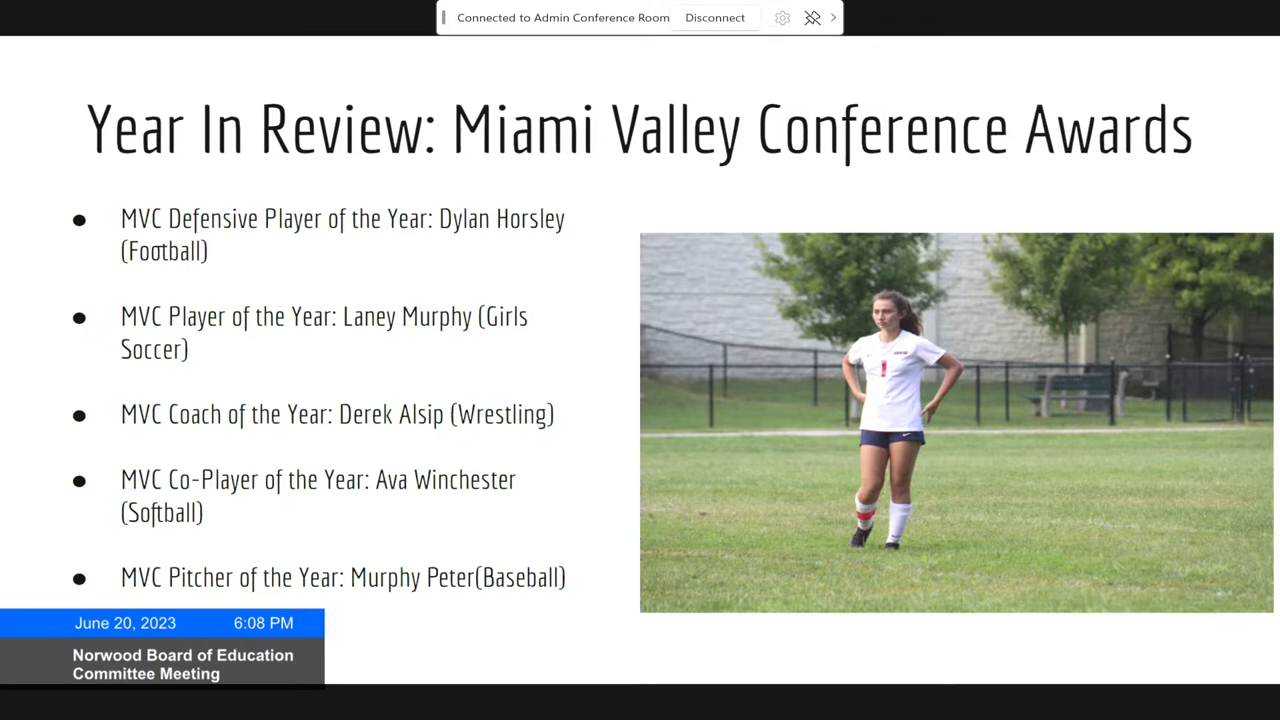 Connected to Admin Conference Room Disconnect
Year In Review: Miami Valley Conference Awards
● MVC Defensive Player of the Year: Dylan Horsley
(Football)
● MVC Player of the Year: Laney Murphy (Girls
Soccer)
● MVC Coach of the Year: Derek Alsip (Wrestling)
● MVC Co-Player of the Year: Ava Winchester
(Softball)
● MVC Pitcher of the Year: Murphy Peter(Baseball)
June 20, 2023 6:08 PM
Norwood Board of Education
Committee Meeting